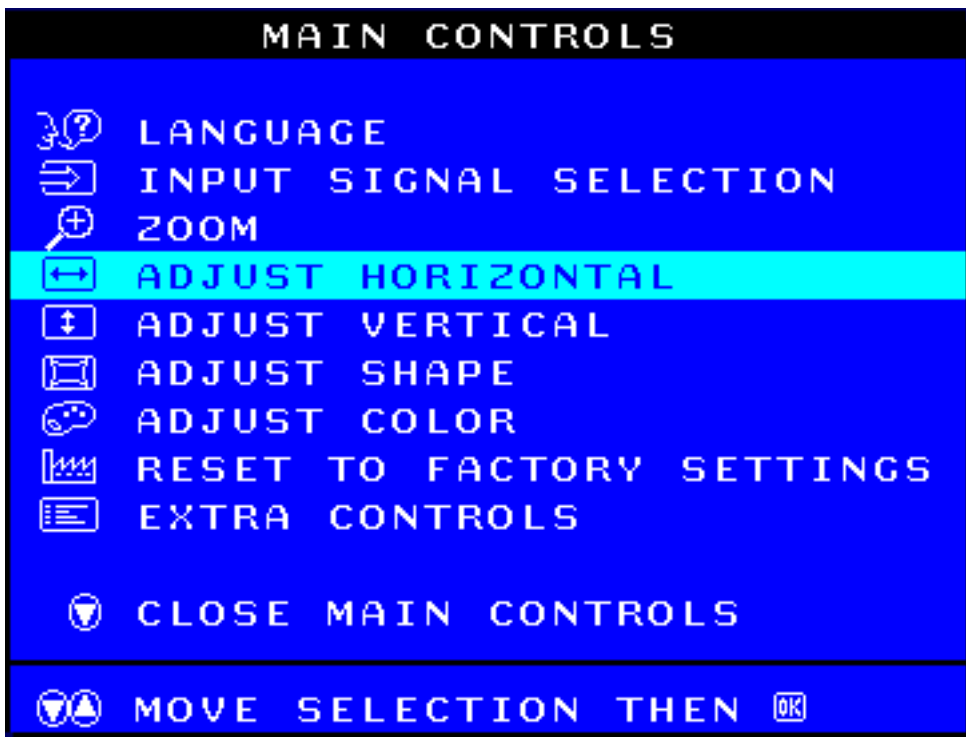 MAIN CONTROLS
LANGUAGE
INPUT SIGNAL SELECTION
ZOOM
ADJUST HORIZONTAL
ADJUST VERTICAL
ADJUST SHAPE
ADJUST COLOR
RESET TO FACTORY SETTINGS
EXTRA CONTROLS
CLOSE MAIN CONTROLS
MOVE SELECTION THEN OK